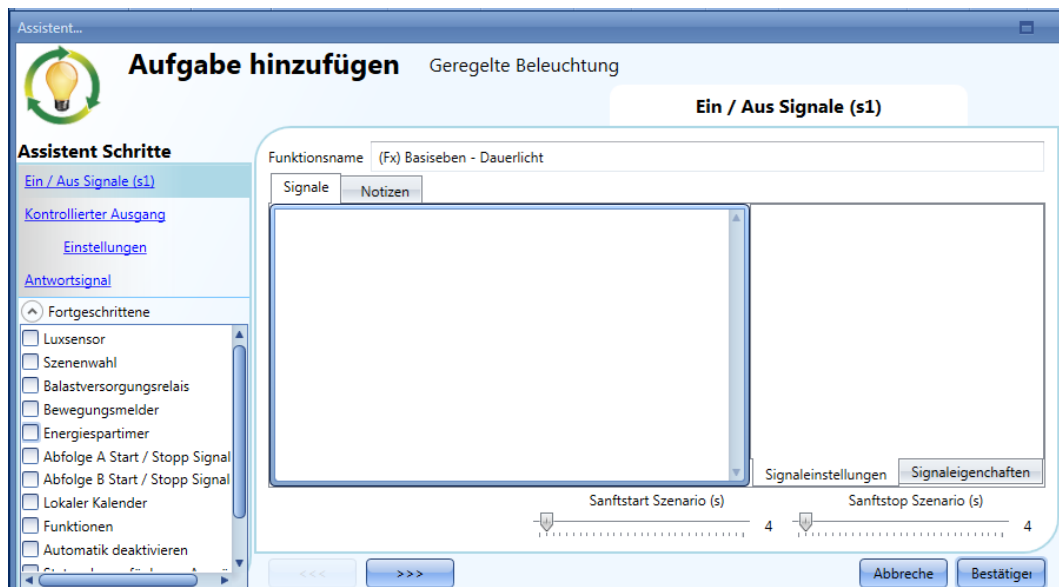 Assistent...
Aufgabe hinzufügen
Geregelte Beleuchtung
Ein / Aus Signale (s1)
Assistent Schritte
Ein / Aus Signale (s1)
Kontrollierter Ausgang
Einstellungen
Antwortsignal
Fortgeschrittene
Luxsensor
Szenenwahl
Balastversorgungsrelais
Bewegungsmelder
Energiespartimer
Abfolge A Start / Stopp Signal
Abfolge B Start / Stopp Signal
Lokaler Kalender
Funktionen
Automatik deaktivieren
Funktionsname (Fx) Basiseben - Dauerlicht
Signale
Notizen
Signaleinstellungen
Signaleigenchaften
Sanftstart Szenario (s)
4
Sanftstop Szenario (s)
4
<<<
>>>
Abbreche
Bestätiger